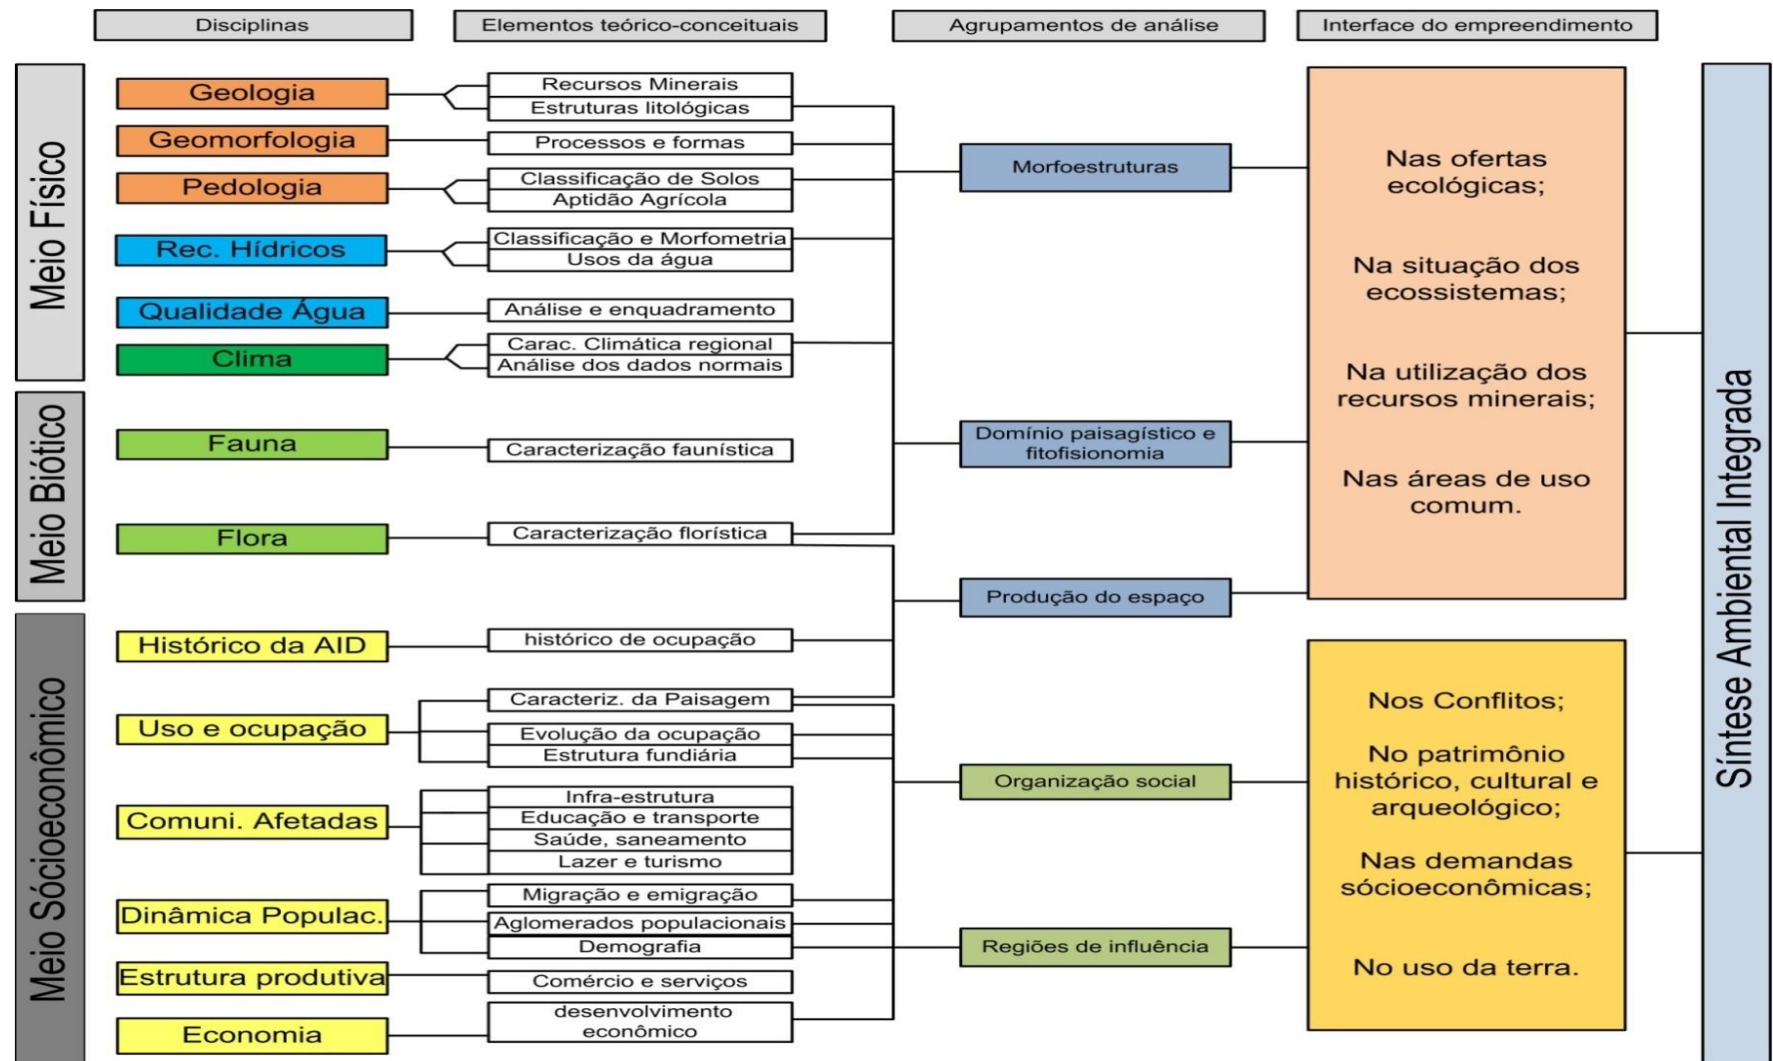 Disciplinas
Elementos teórico-conceituais
Agrupamentos de análise
Interface do empreendimento
Meio Físico
Geologia
Recursos Minerais
Estruturas litológicas
Geomorfologia
Processos e formas
Pedologia
Classificação de Solos
Aptidão Agrícola
Rec. Hídricos
Classificação e Morfometria
Usos da água
Qualidade Água
Análise e enquadramento
Clima
Carac. Climática regional
Análise dos dados normais
Meio Biótico
Fauna
Caracterização faunística
Flora
Caracterização florística
Meio Sócioeconômico
Histórico da AID
histórico de ocupação
Uso e ocupação
Caracteriz. da Paisagem
Evolução da ocupação
Estrutura fundiária
Comuni. Afetadas
Infra-estrutura
Educação e transporte
Saúde, saneamento
Lazer e turismo
Dinâmica Populac.
Migração e emigração
Aglomerados populacionais
Demografia
Estrutura produtiva
Comércio e serviços
Economia
desenvolvimento
econômico
Morfoestruturas
Domínio paisagístico e
fitofisionomia
Produção do espaço
Organização social
Regiões de influência
Nas ofertas
ecológicas;
Na situação dos
ecossistemas;
Na utilização dos
recursos minerais;
Nas áreas de uso
comum.
Nos Conflitos;
No patrimônio
histórico, cultural e
arqueológico;
Nas demandas
sócioeconômicas;
No uso da terra.
Síntese Ambiental Integrada